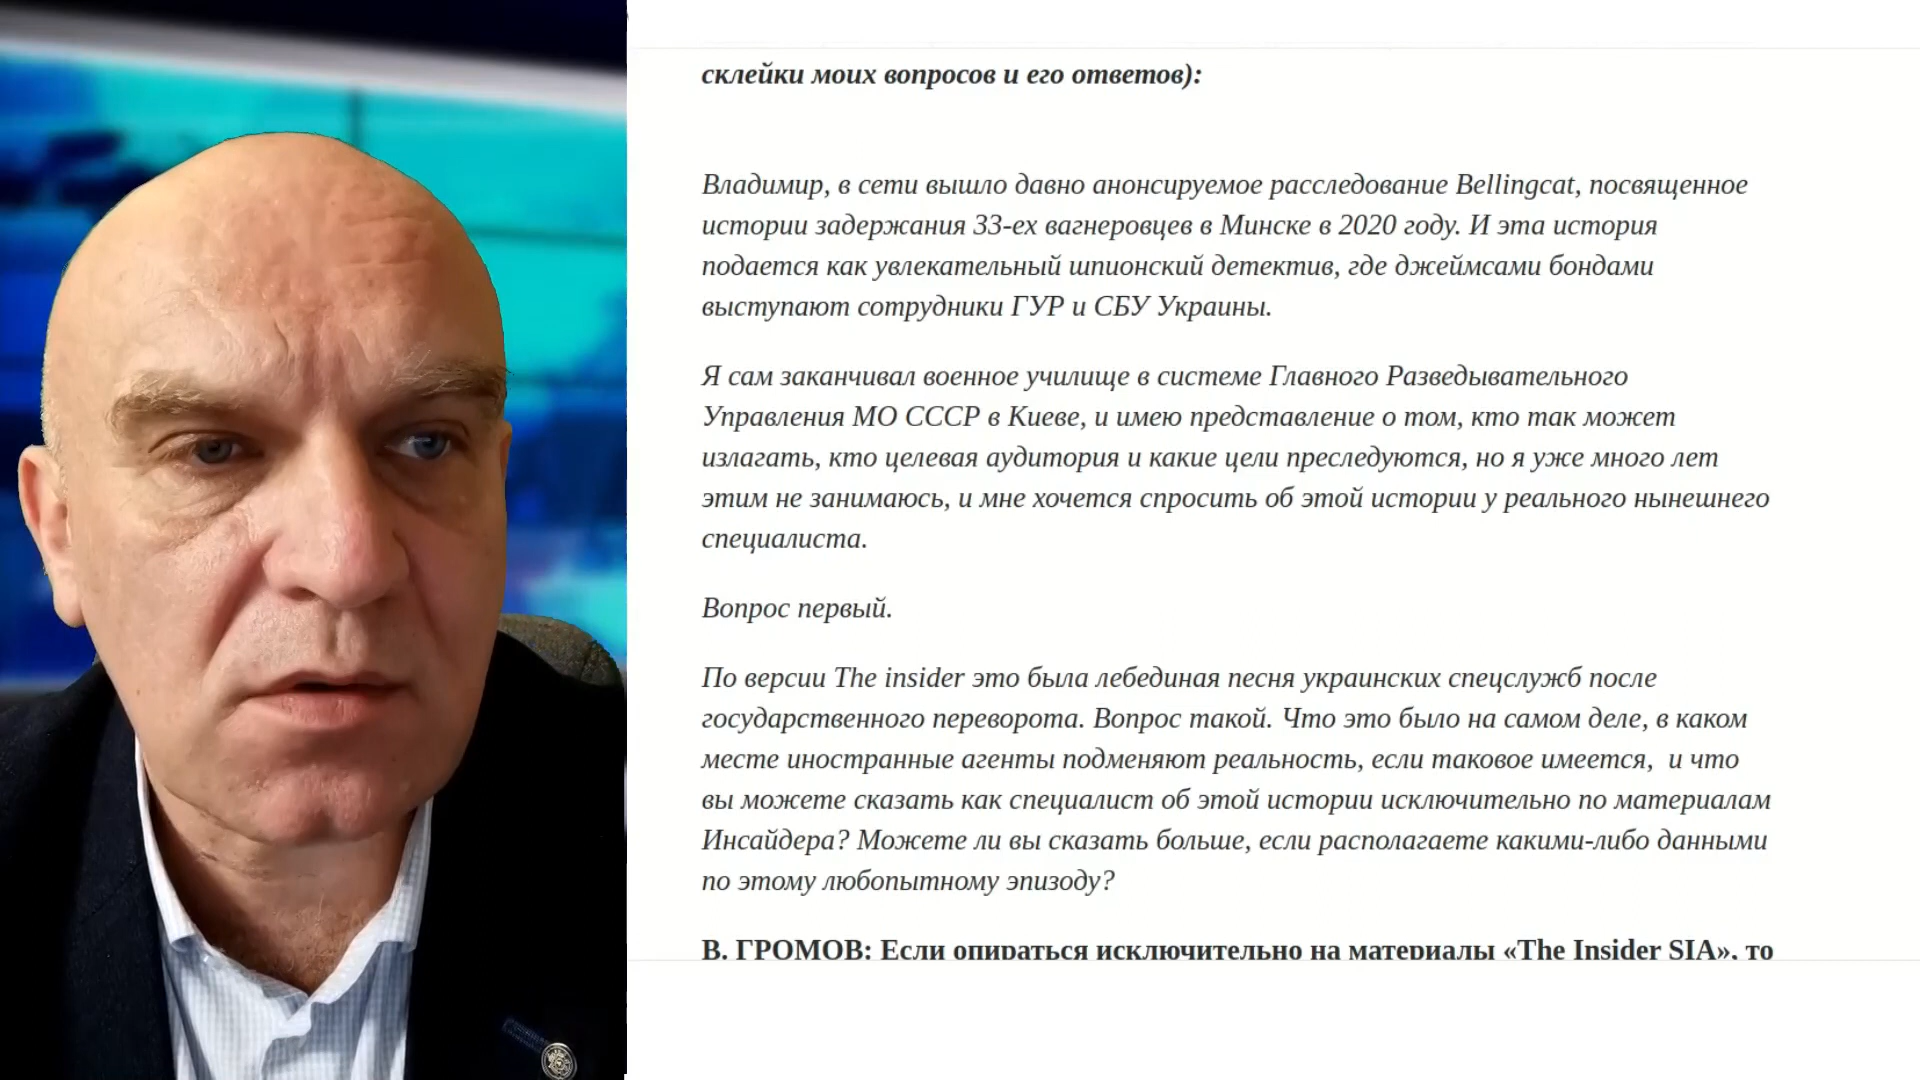 склейки моих вопросов и его ответов):
Владимир, в сети вышло давно анонсируемое расследование Bellingcat, посвященное
истории задержания 33-ех вагнеровцев в Минске в 2020 году. И эта история
подается как увлекательный шпионский детектив, где джеймсами бондами
выступают сотрудники ГУР и СБУ Украины.
Я сам заканчивал военное училище в системе Главного Разведывательного
Управления МО СССР в Киеве, и имею представление о том, кто так может
излагать, кто целевая аудитория и какие цели преследуются, но я уже много лет
этим не занимаюсь, и мне хочется спросить об этой истории у реального нынешнего
специалиста.
Вопрос первый.
По версии The insider это была лебединая песня украинских спецслужб после
государственного переворота. Вопрос такой. Что это было на самом деле, в каком
месте иностранные агенты подменяют реальность, если таковое имеется,  и что
вы можете сказать как специалист об этой истории исключительно по материалам
Инсайдера? Можете ли вы сказать больше, если располагаете какими-либо данными
по этому любопытному эпизоду?
В. ГРОМОВ: Если опираться исключительно на материалы «The Insider SIA», то